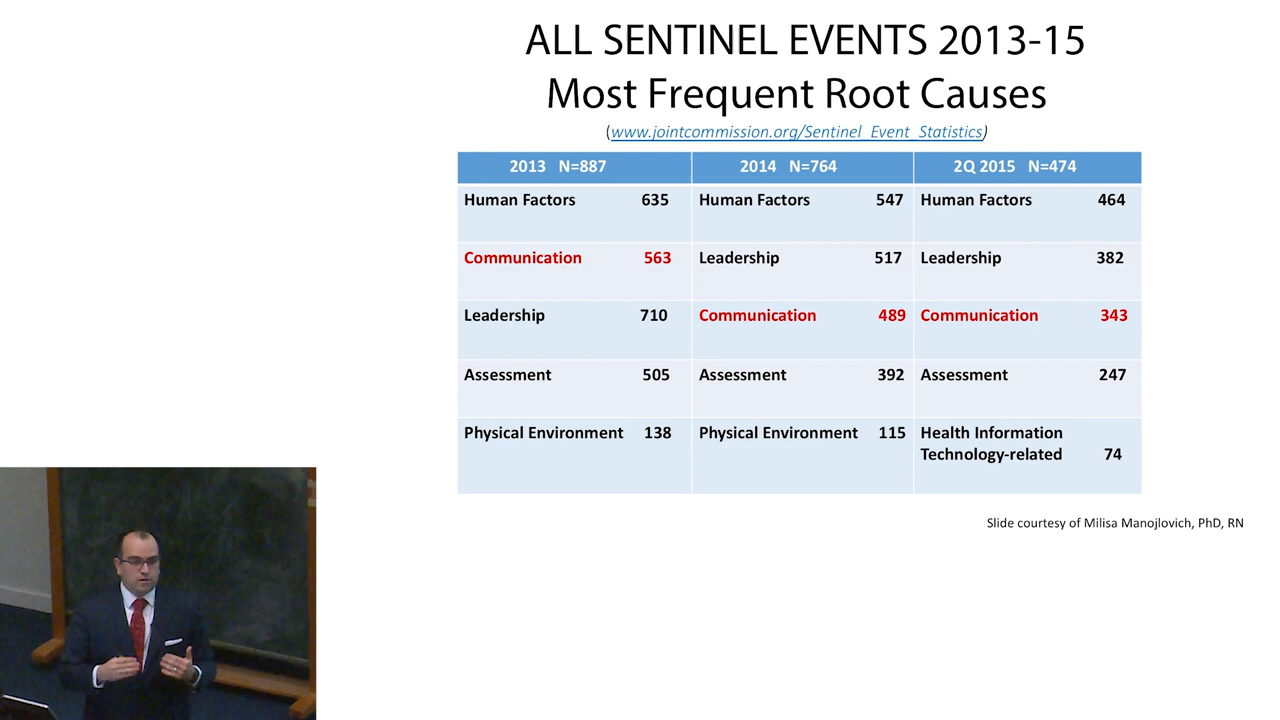 ALL SENTINEL EVENTS 2013-15
Most Frequent Root Causes
(www.jointcommission.org/Sentinel_Event_Statistics)
2013 N=887 2014 N=764 2Q 2015 N=474
Human Factors 635 Human Factors 547 Human Factors 464
Communication 563 Leadership 517 Leadership 382
Leadership 710 Communication 489 Communication 343
Assessment 505 Assessment 392 Assessment 247
Physical Environment 138 Physical Environment 115 Health Information
Technology-related 74
Slide courtesy of Milisa Manojlovich, PhD, RN